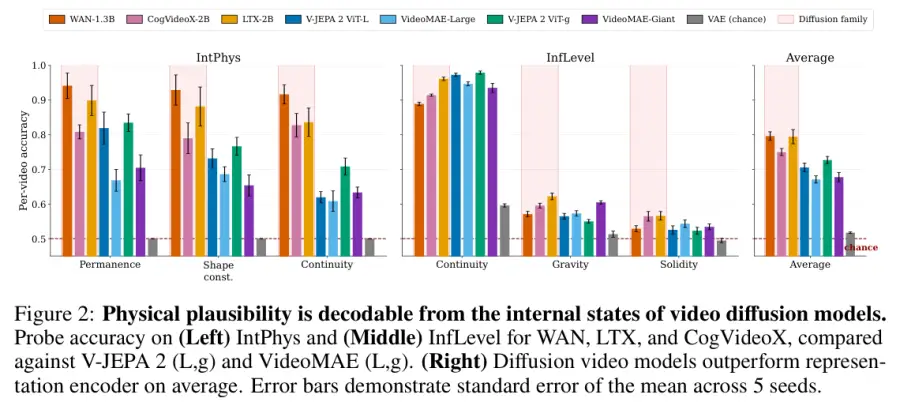 WAN-1.3B CogVideoX-2B LTX-2B V-JEPA 2 ViT-L VideoMAE-Large V-JEPA 2 ViT-g VideoMAE-Giant VAE (chance) Diffusion family
IntPhys InfLevel Average
Per-video accuracy
1.0
0.9
0.8
0.7
0.6
0.5
chance
Permanence Shape const. Continuity Continuity Gravity Solidity Average
Figure 2: Physical plausibility is decodable from the internal states of video diffusion models.
Probe accuracy on (Left) IntPhys and (Middle) InfLevel for WAN, LTX, and CogVideoX, compared
against V-JEPA 2 (L,g) and VideoMAE (L,g). (Right) Diffusion video models outperform represen-
tation encoder on average. Error bars demonstrate standard error of the mean across 5 seeds.